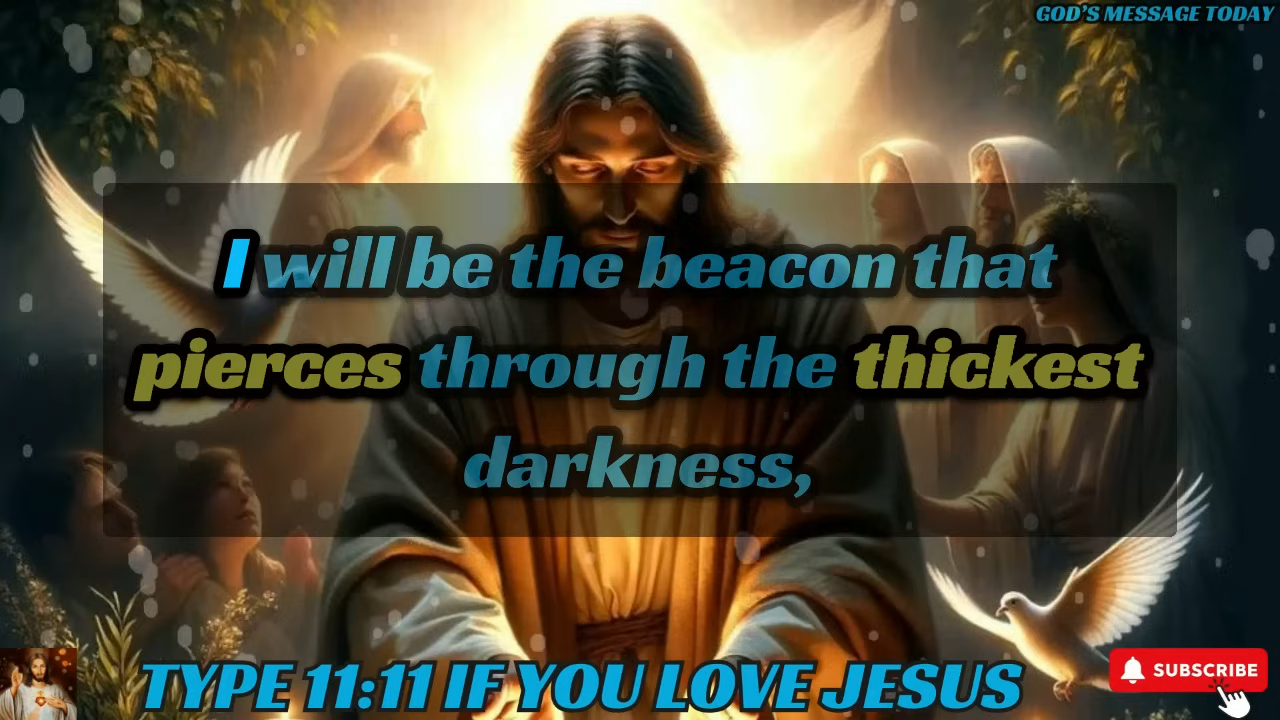 GOD'S MESSAGE TODAY
I will be the beacon that
pierces through the thickest
darkness,
TYPE 11:11 IF YOU LOVE JESUS
SUBSCRIBE